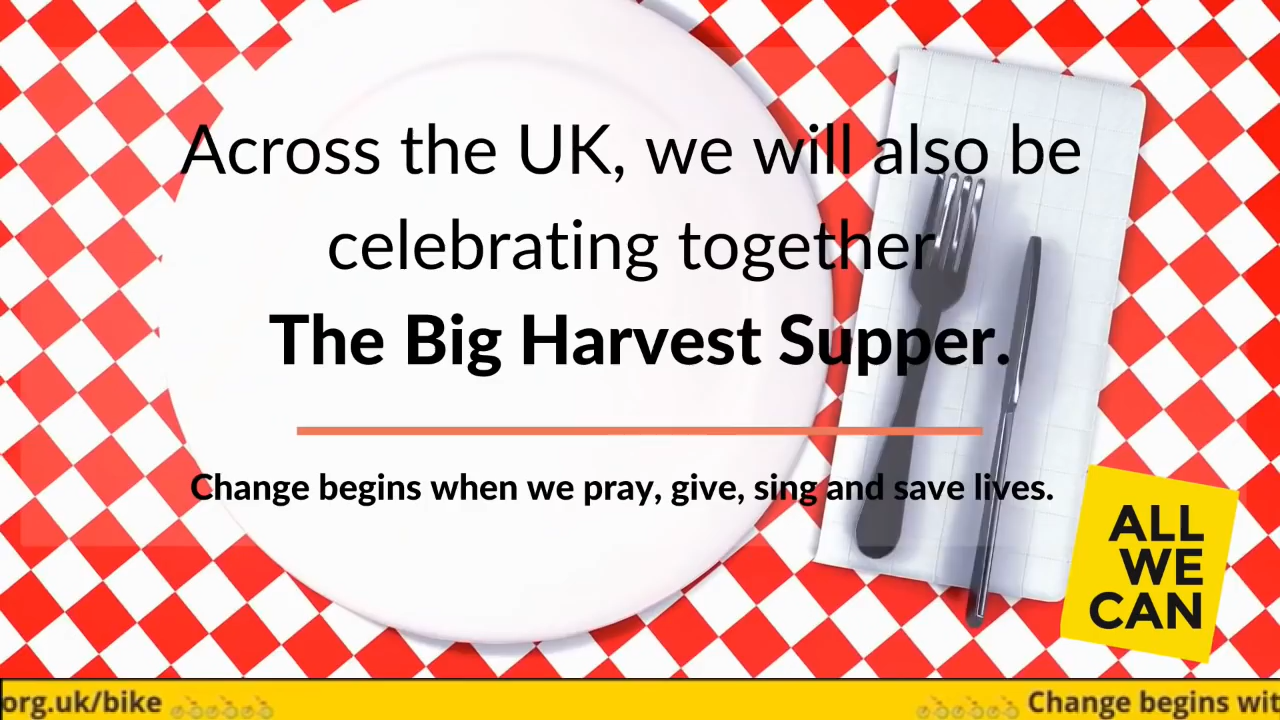 Across the UK, we will also be
celebrating together
The Big Harvest Supper.
Change begins when we pray, give, sing and save lives.
ALL
WE
CAN
org.uk/bike
Change begins wit